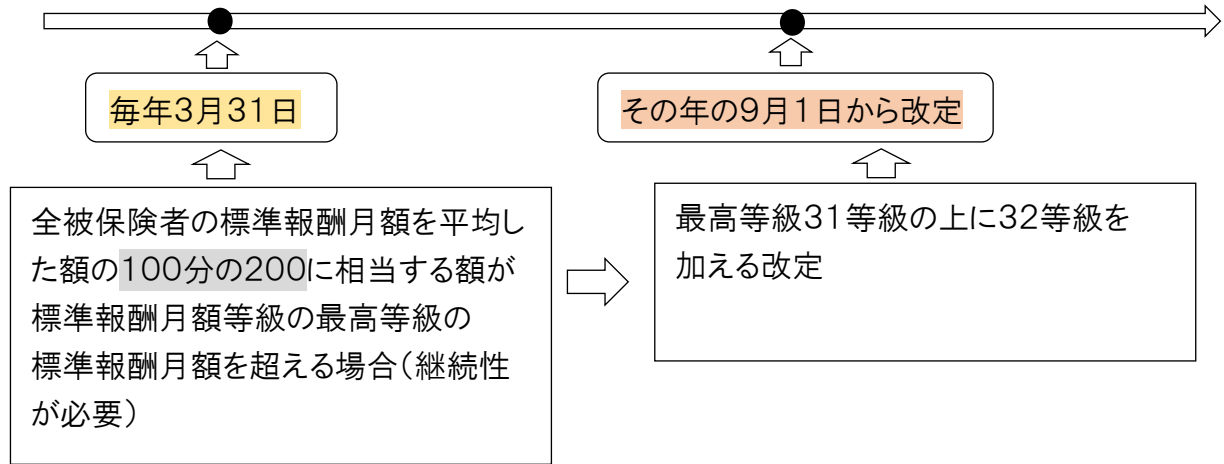 毎年3月31日
その年の9月1日から改定
全被保険者の標準報酬月額を平均し
た額の100分の200に相当する額が
標準報酬月額等級の最高等級の
標準報酬月額を超える場合（継続性
が必要）
最高等級31等級の上に32等級を
加える改定